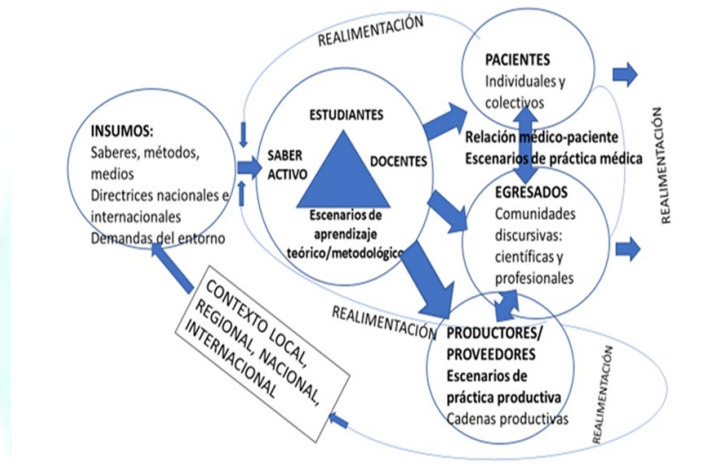 REALIMENTACIÓN
PACIENTES
Individuales y
colectivos
REALIMENTACIÓN
INSUMOS:
Saberes, métodos,
medios
Directrices nacionales e
internacionales
Demandas del entorno
ESTUDIANTES
SABER
ACTIVO
DOCENTES
Escenarios de
aprendizaje
teórico/metodológico
Relación médico-paciente
Escenarios de práctica médica
EGRESADOS
Comunidades
discursivas:
científicas y
profesionales
CONTEXTO LOCAL,
REGIONAL, NACIONAL,
INTERNACIONAL
REALIMENTACIÓN
PRODUCTORES/
PROVEEDORES
Escenarios de
práctica productiva
Cadenas productivas
REALIMENTACIÓN